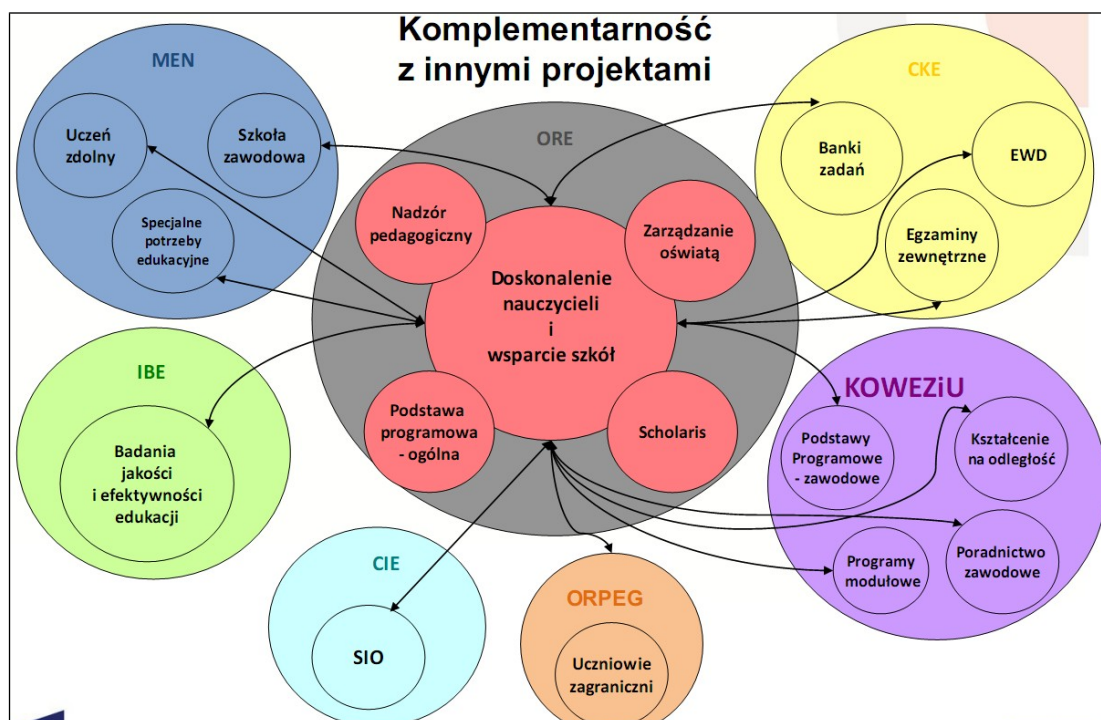 Komplementarność
z innymi projektami
MEN
Uczeń
zdolny
Szkoła
zawodowa
Specjalne
potrzeby
edukacyjne
ORE
Nadzór
pedagogiczny
Zarządzanie
oświatą
Doskonalenie
nauczycieli
i
wsparcie szkół
Podstawa
programowa
- ogólna
Scholaris
CKE
Banki
zadań
EWD
Egzaminy
zewnętrzne
IBE
Badania
jakości
i efektywności
edukacji
KOWEZiU
Podstawy
Programowe
- zawodowe
Kształcenie
na odległość
Programy
modułowe
Poradnictwo
zawodowe
CIE
SIO
ORPEG
Uczniowie
zagraniczni